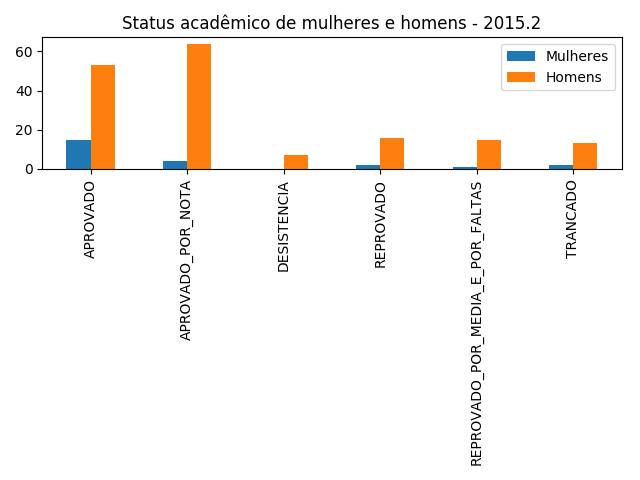 Status acadêmico de mulheres e homens - 2015.2
Mulheres
Homens
60
40
20
0
APROVADO
APROVADO_POR_NOTA
DESISTENCIA
REPROVADO
REPROVADO_POR_MEDIA_E_POR_FALTAS
TRANCADO